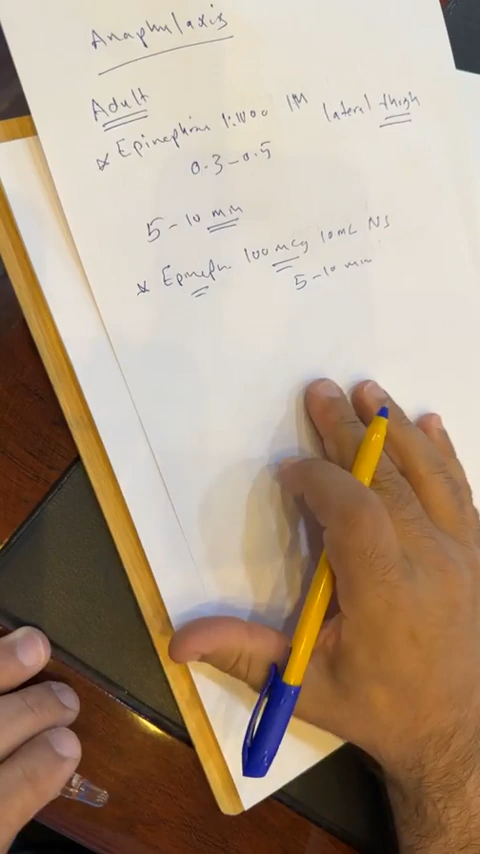 Anaphylaxis
Adult
* Epinephrin 1:1000 IM lateral thigh
0.3-0.5
5-10 min
* Epineph. 100mcg 10mL NS
5-10 min